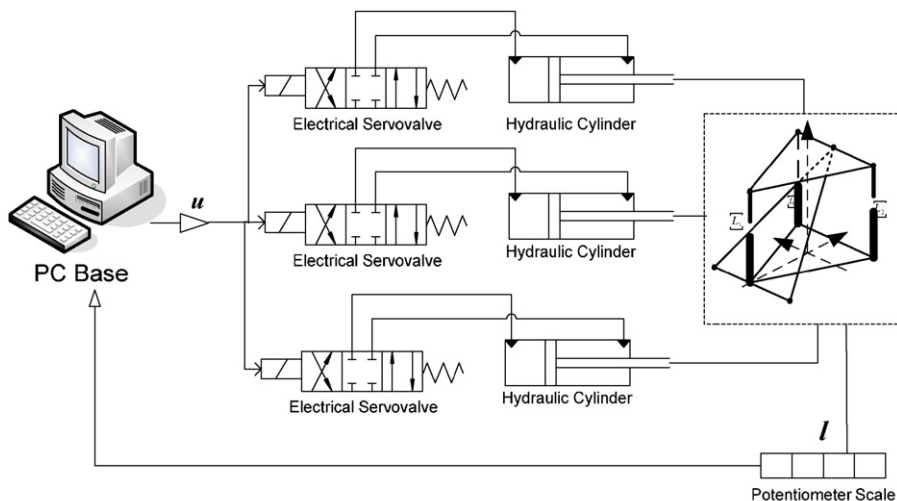 Electrical Servovalve
Hydraulic Cylinder
u
PC Base
Electrical Servovalve
Hydraulic Cylinder
Electrical Servovalve
Hydraulic Cylinder
l
Potentiometer Scale